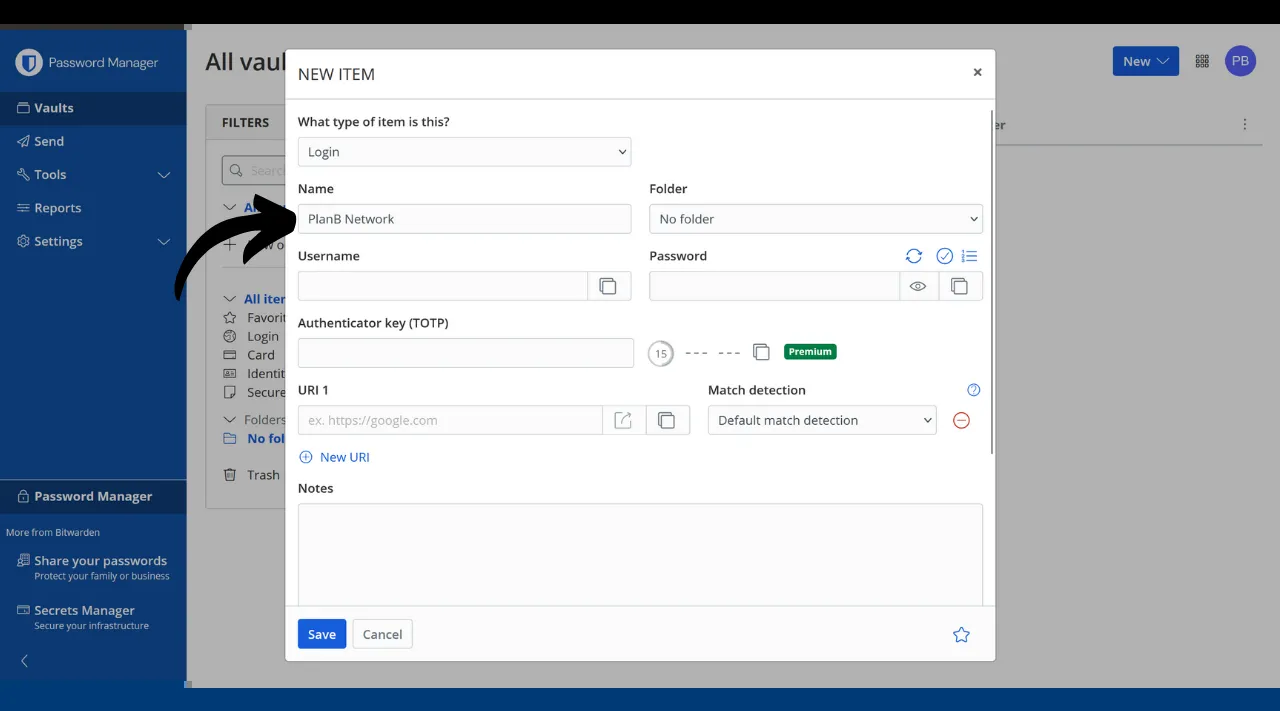 Password Manager
Vaults
Send
Tools
Reports
Settings
Password Manager
More from Bitwarden
Share your passwords
Protect your family or business
Secrets Manager
Secure your infrastructure
All vaul
New
PB
FILTERS
Search
All
New o
All iter
Favorit
Login
Card
Identit
Secure
Folders
No fol
Trash
er
NEW ITEM
What type of item is this?
Login
Name
Folder
PlanB Network
No folder
Username
Password
Authenticator key (TOTP)
15
--- ---
Premium
URI 1
Match detection
ex. https://google.com
Default match detection
New URI
Notes
Save
Cancel